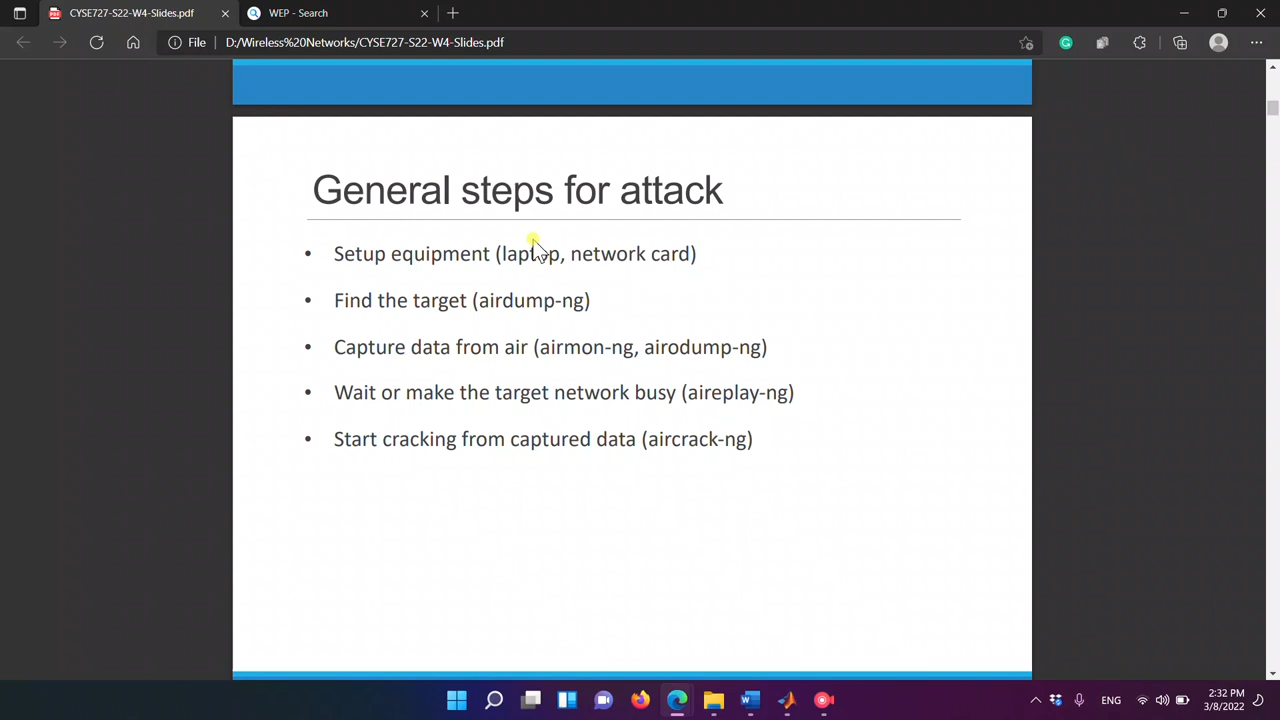 CYSE727-S22-W4-Slides.pdf
WEP - Search
File
D:/Wireless%20Networks/CYSE727-S22-W4-Slides.pdf
General steps for attack
• Setup equipment (laptop, network card)
• Find the target (airdump-ng)
• Capture data from air (airmon-ng, airodump-ng)
• Wait or make the target network busy (aireplay-ng)
• Start cracking from captured data (aircrack-ng)
ENG
2:32 PM
3/8/2022